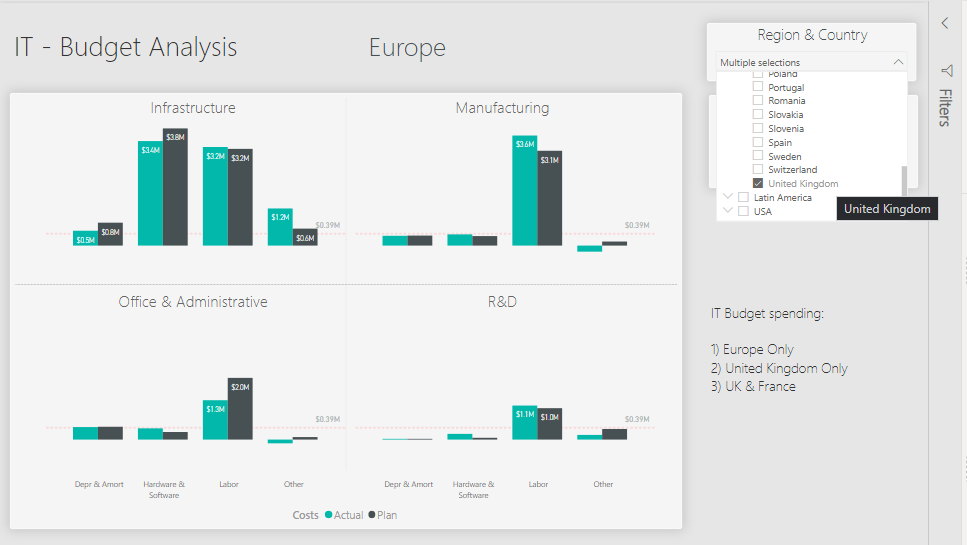 IT - Budget Analysis
Europe
Region & Country
Multiple selections
Poland
Portugal
Romania
Slovakia
Slovenia
Spain
Sweden
Switzerland
United Kingdom
Latin America
USA
United Kingdom
Filters
Infrastructure
$0.5M
$0.8M
$3.4M
$3.8M
$3.2M
$3.2M
$1.2M
$0.6M
$0.39M
Manufacturing
$3.6M
$3.1M
$0.39M
Office & Administrative
$1.3M
$2.0M
$0.39M
R&D
$1.1M
$1.0M
$0.39M
Depr & Amort
Hardware &
Software
Labor
Other
Depr & Amort
Hardware &
Software
Labor
Other
Costs Actual Plan
IT Budget spending:
1) Europe Only
2) United Kingdom Only
3) UK & France